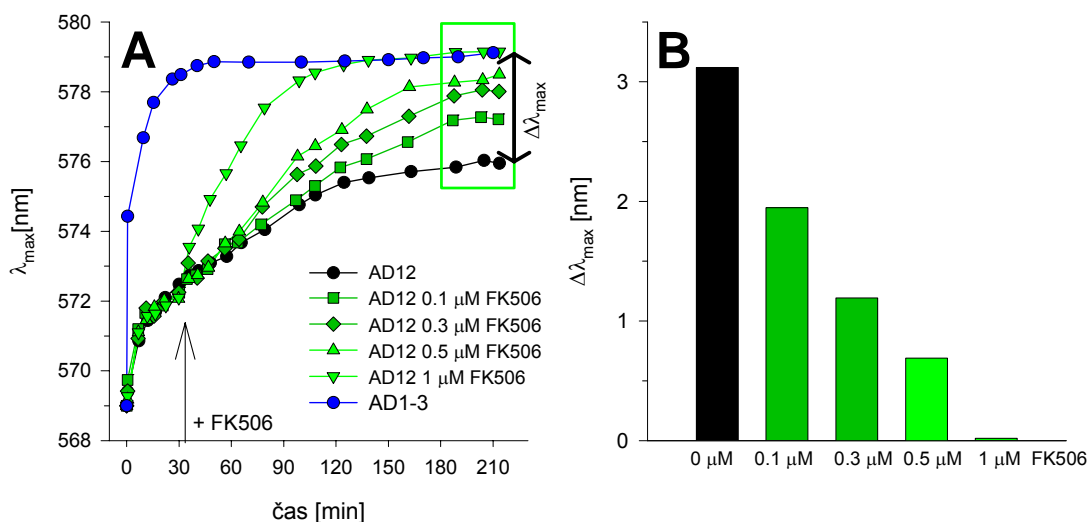 A
580
578
576
574
572
570
568
λmax[nm]
0 30 60 90 120 150 180 210
čas [min]
Δλmax
+ FK506
AD12
AD12 0.1 μM FK506
AD12 0.3 μM FK506
AD12 0.5 μM FK506
AD12 1 μM FK506
AD1-3
B
3
2
1
0
Δλmax [nm]
0 μM 0.1 μM 0.3 μM 0.5 μM 1 μM FK506